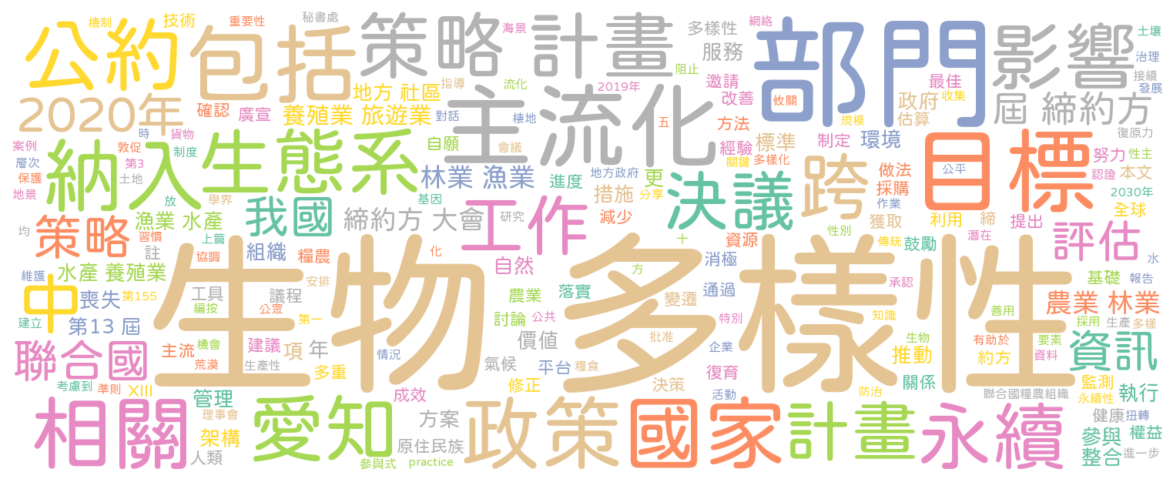 公約 機制 技術 重要性 秘書處 包括 策略 計畫 海景 多樣性 網絡 部門 影響 土壤
服務 治理
流化 阻止 接續
2020年 確認 廣宣 地方 社區 指導 2019年 邀請 最佳 發展
養殖業 旅遊業 對話 主流化 棲地 改善 攸關 政府 收集 屆 締約方
時 貨物 五 規模 估算
案例 敦促 納入 生態系 自願 會議 方法 標準 制定 環境 目標 復原力
層次 制度 經驗 關鍵 多樣化 努力 性主
保護 第3 林業 漁業 進度 更 地方政府 決議 跨 做法 公平 認證 本文
地景 土地 放 學界 基因 措施 分享 採購 作業 2030年
策略 漁業 水產 我國 締約方 大會 工作 減少 獲取 利用 締 提出 全球
均 習慣 上篇 研究 十 性別 傳統 鼓勵 潛在 評估
註 協調 組織 糧農 化 資源
維護 水產 養殖業 安排 生物 多樣性 自然 方 消極 承認 基礎 水 報告
中 喪失 第155 工具 議程 農業 落實 變遷 通過 善用 農業 林業
建立 第13 屆 編按 公眾 第一 討論 公共 特別 知識 採用 生產 多樣
聯合國 主流 機會 建議 項 年 情況 價值 批准 企業 生物 有助於 要素 資訊
荒漠 生產性 多重 氣候 平台 糧食 復育 推動 約方 資料
考慮到 準則 XIII 管理 成效 修正 決策 活動 防治 關係 聯合國糧農組織 監測 永續性 執行
相關 理事會 愛知 方案 政策 國家 計畫 永續 健康 扭轉
架構 原住民族 參與 權益
人類 參與式 practice 整合 進一步